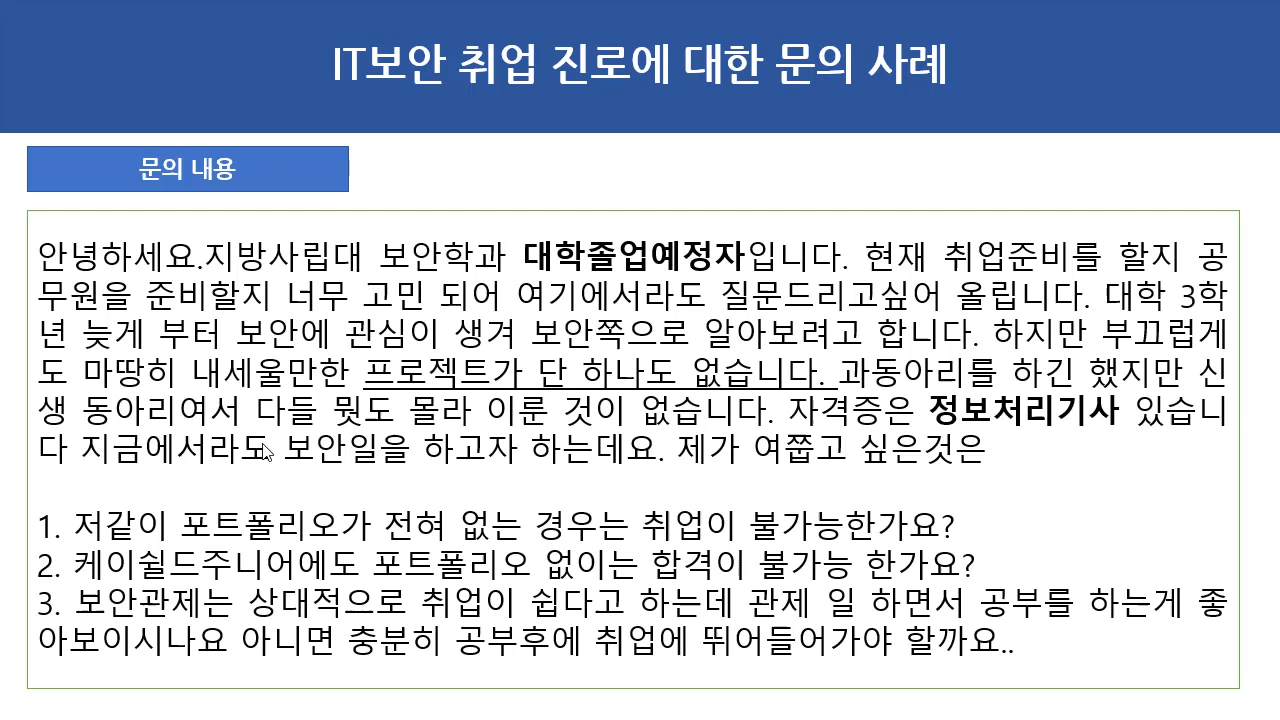 IT보안 취업 진로에 대한 문의 사례
문의 내용
안녕하세요.지방사립대 보안학과 대학졸업예정자입니다. 현재 취업준비를 할지 공
무원을 준비할지 너무 고민 되어 여기에서라도 질문드리고싶어 올립니다. 대학 3학
년 늦게 부터 보안에 관심이 생겨 보안쪽으로 알아보려고 합니다. 하지만 부끄럽게
도 마땅히 내세울만한 프로젝트가 단 하나도 없습니다. 과동아리를 하긴 했지만 신
생 동아리여서 다들 뭣도 몰라 이룬 것이 없습니다. 자격증은 정보처리기사 있습니
다 지금에서라도 보안일을 하고자 하는데요. 제가 여쭙고 싶은것은
1. 저같이 포트폴리오가 전혀 없는 경우는 취업이 불가능한가요?
2. 케이쉴드주니어에도 포트폴리오 없이는 합격이 불가능 한가요?
3. 보안관제는 상대적으로 취업이 쉽다고 하는데 관제 일 하면서 공부를 하는게 좋
아보이시나요 아니면 충분히 공부후에 취업에 뛰어들어가야 할까요..